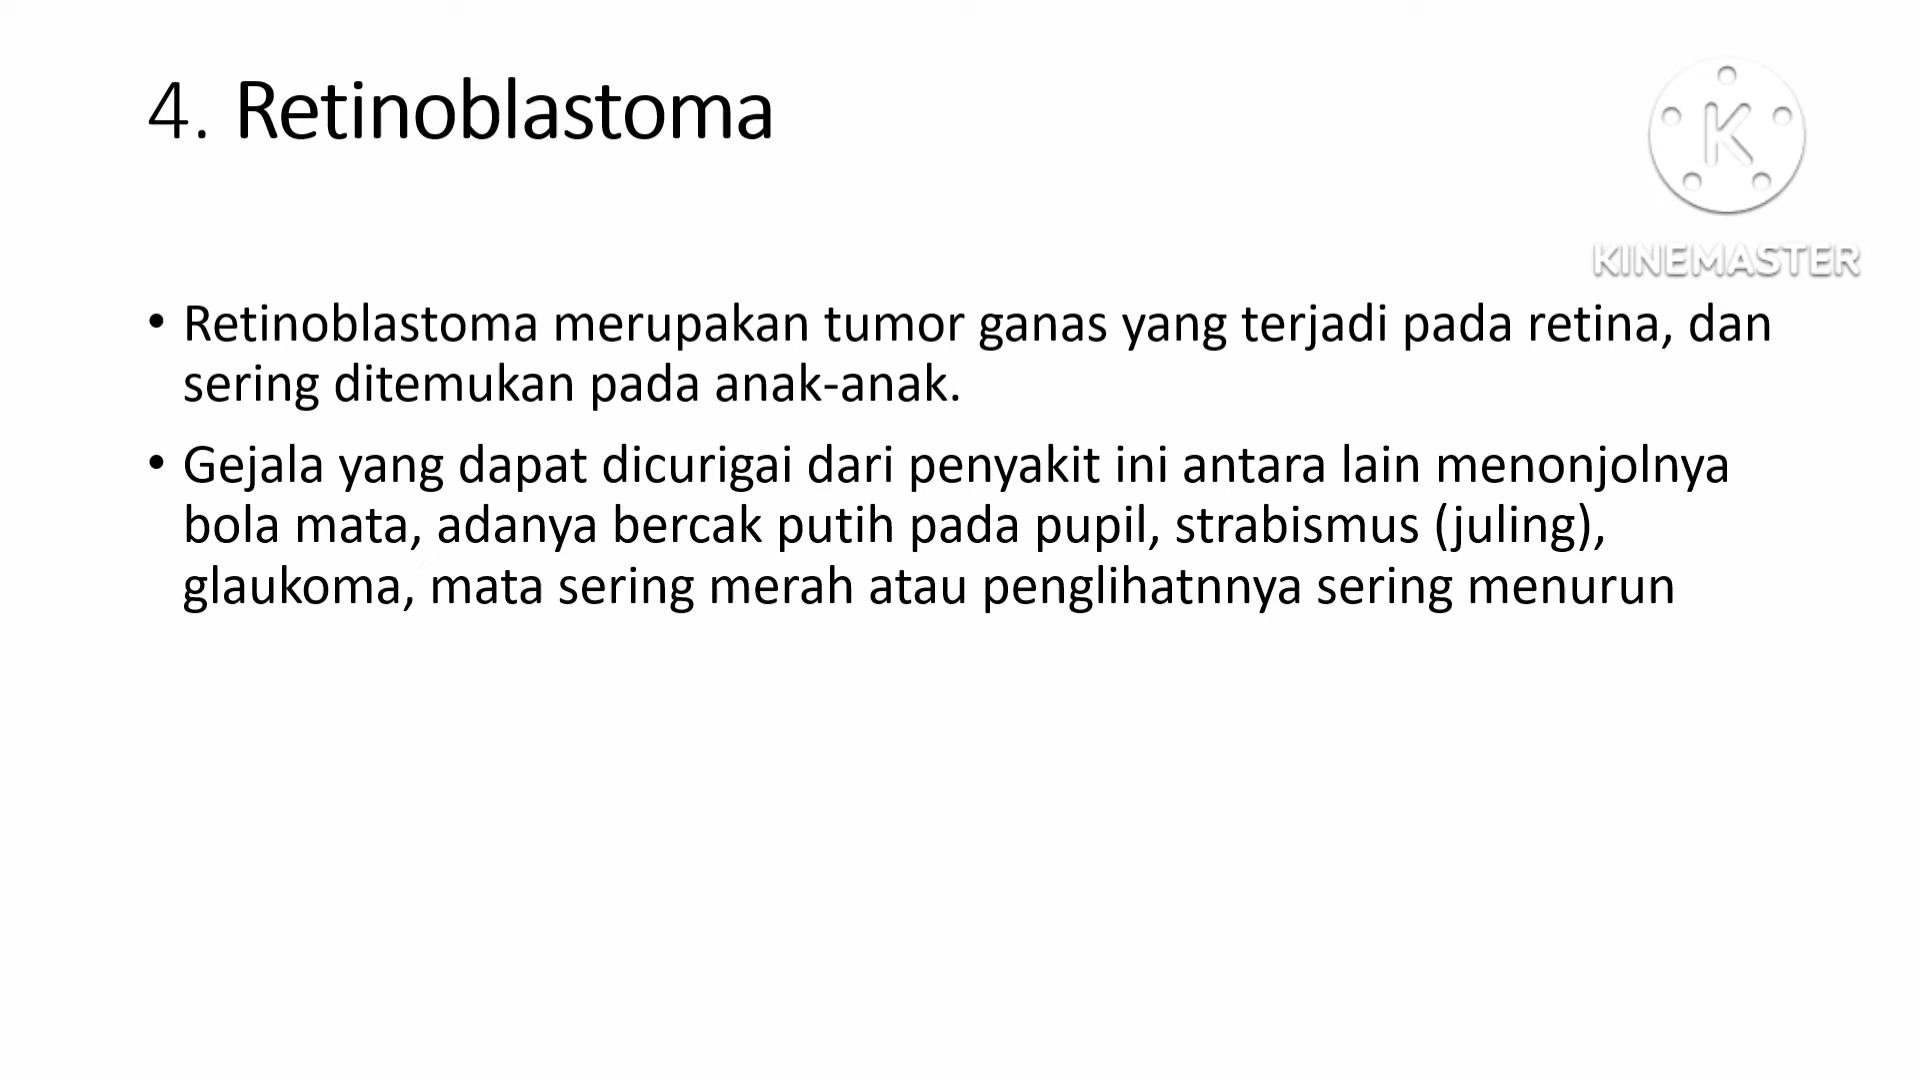 4. Retinoblastoma
K
KINEMASTER
• Retinoblastoma merupakan tumor ganas yang terjadi pada retina, dan
sering ditemukan pada anak-anak.
• Gejala yang dapat dicurigai dari penyakit ini antara lain menonjolnya
bola mata, adanya bercak putih pada pupil, strabismus (juling),
glaukoma, mata sering merah atau penglihatnnya sering menurun